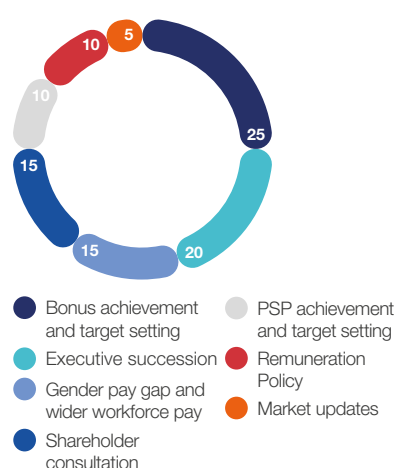 5
10
10
25
15
15
20
Bonus achievement
and target setting
Executive succession
Gender pay gap and
wider workforce pay
Shareholder
consultation
PSP achievement
and target setting
Remuneration
Policy
Market updates